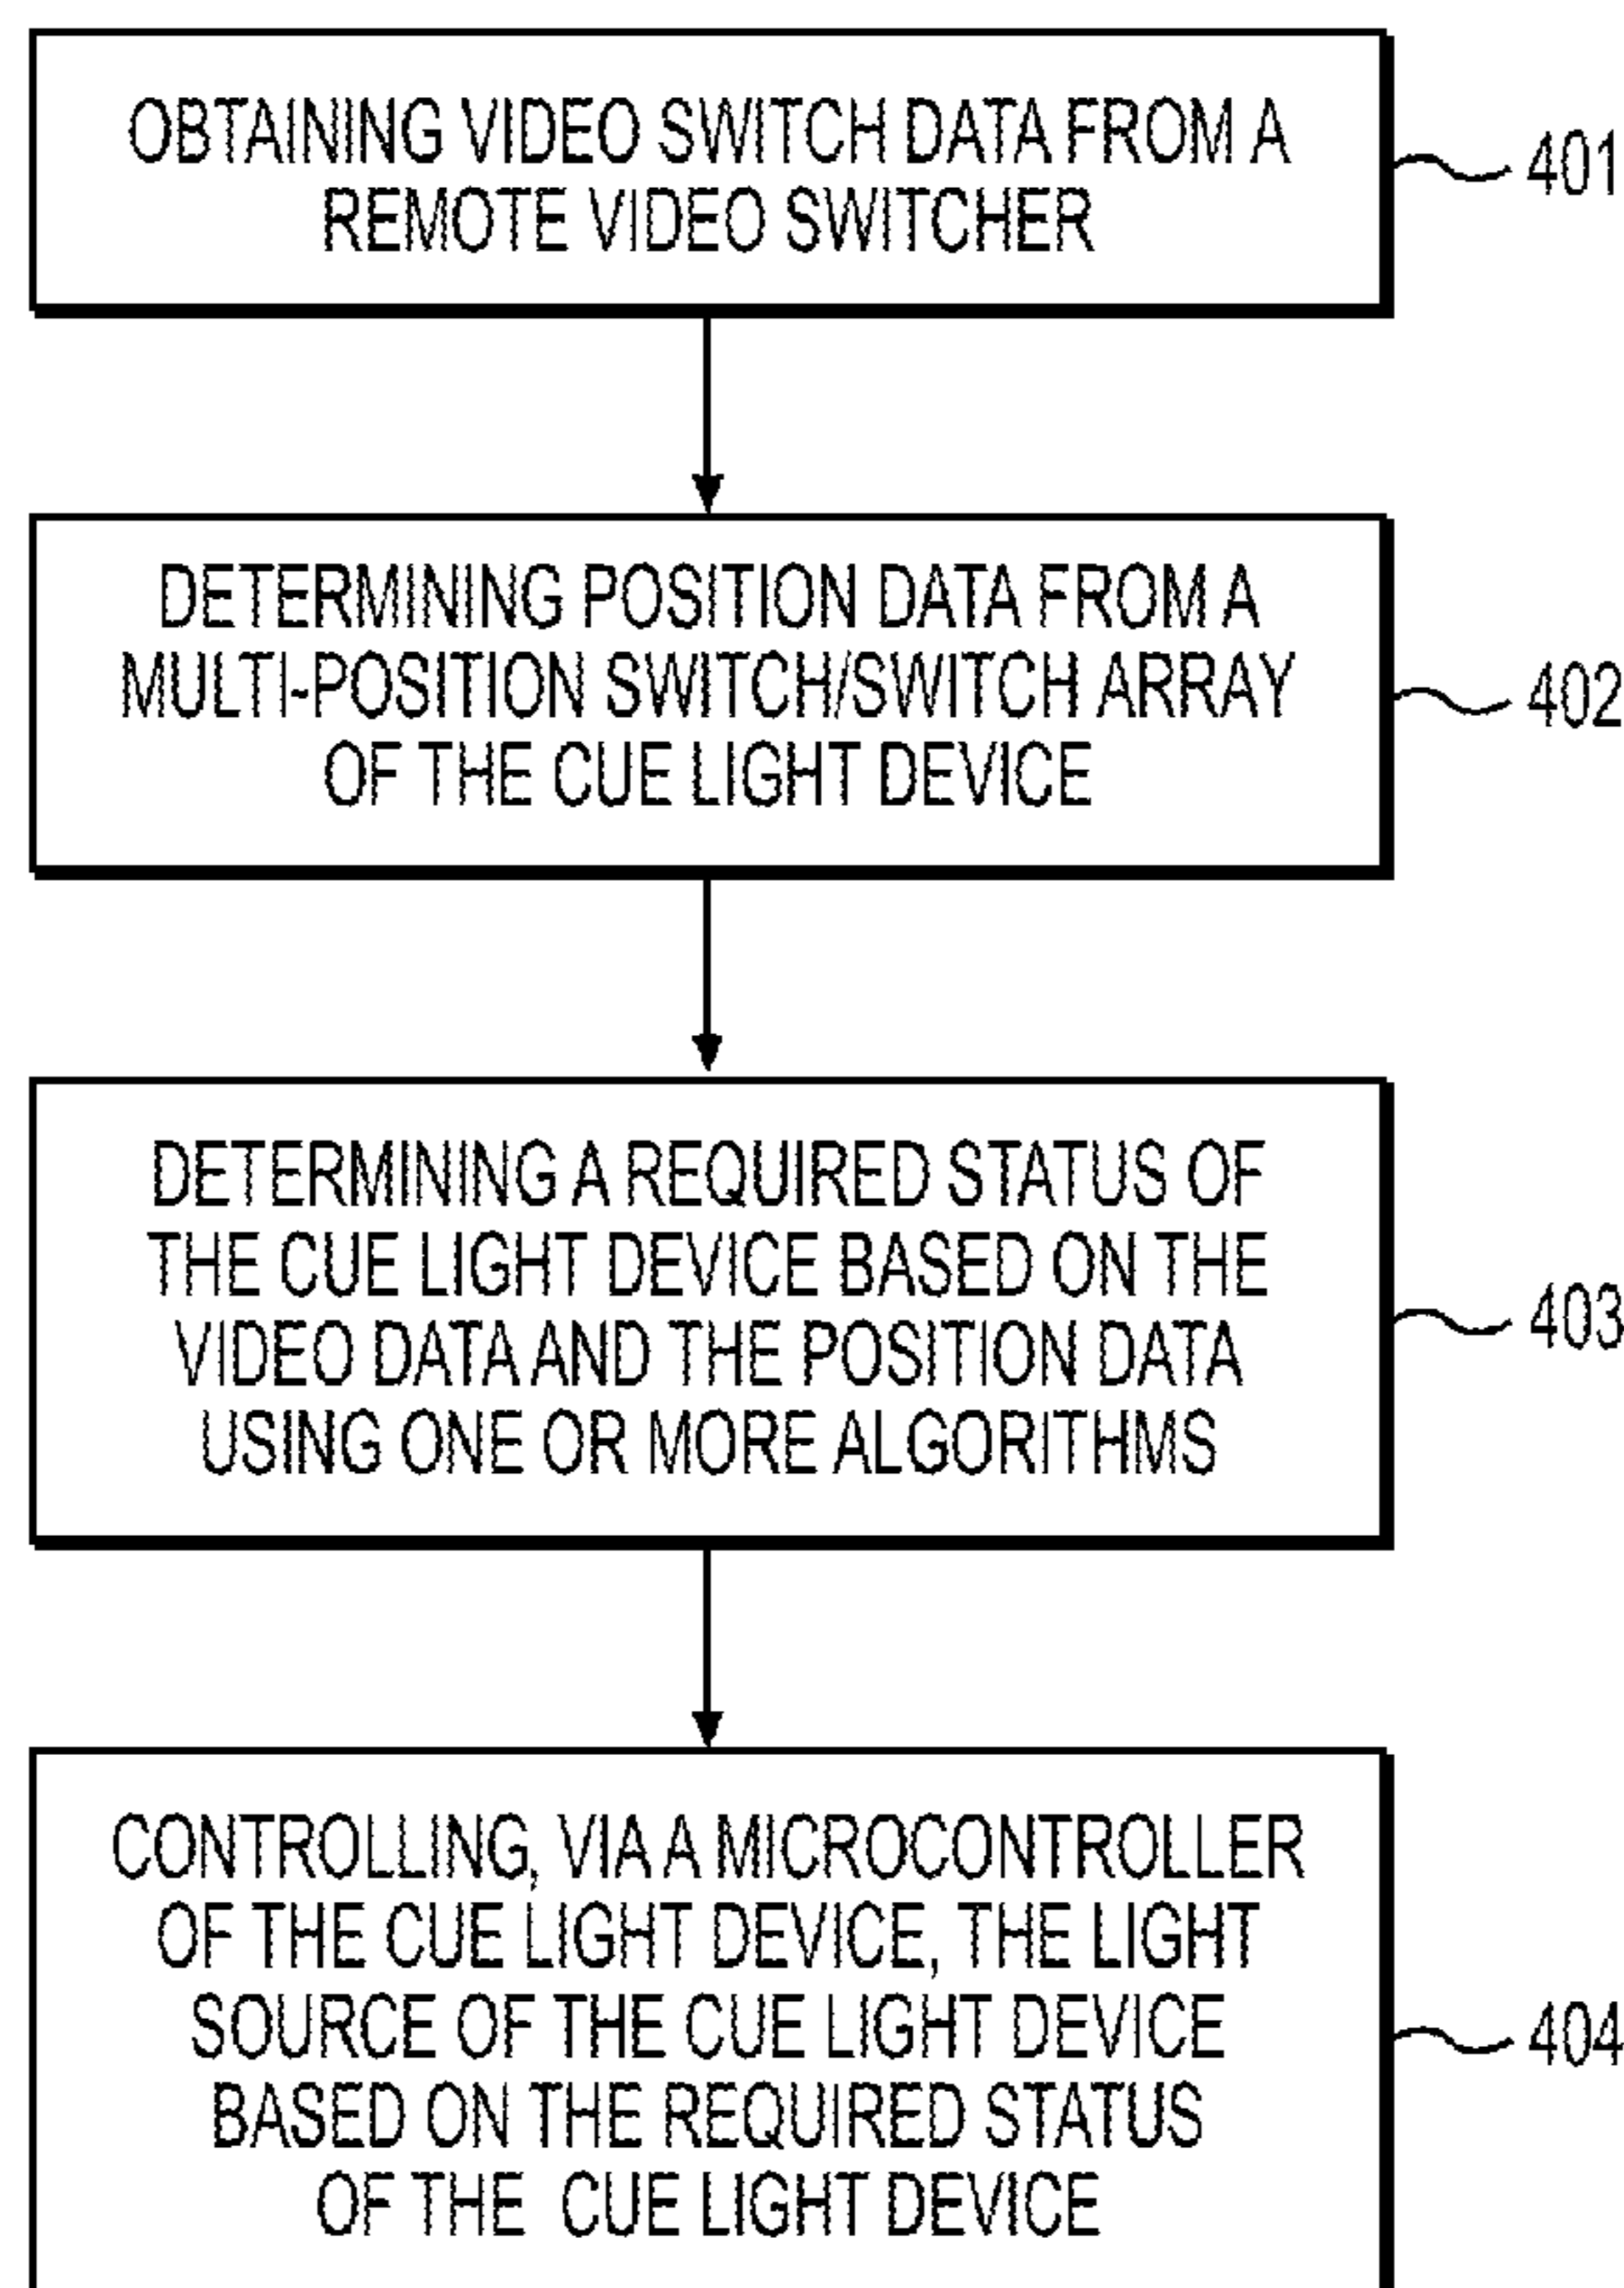 OBTAINING VIDEO SWITCH DATA FROM A
REMOTE VIDEO SWITCHER
401
DETERMINING POSITION DATA FROM A
MULTI-POSITION SWITCH/SWITCH ARRAY
OF THE CUE LIGHT DEVICE
402
DETERMINING A REQUIRED STATUS OF
THE CUE LIGHT DEVICE BASED ON THE
VIDEO DATA AND THE POSITION DATA
USING ONE OR MORE ALGORITHMS
403
CONTROLLING, VIA A MICROCONTROLLER
OF THE CUE LIGHT DEVICE, THE LIGHT
SOURCE OF THE CUE LIGHT DEVICE
BASED ON THE REQUIRED STATUS
OF THE CUE LIGHT DEVICE
404